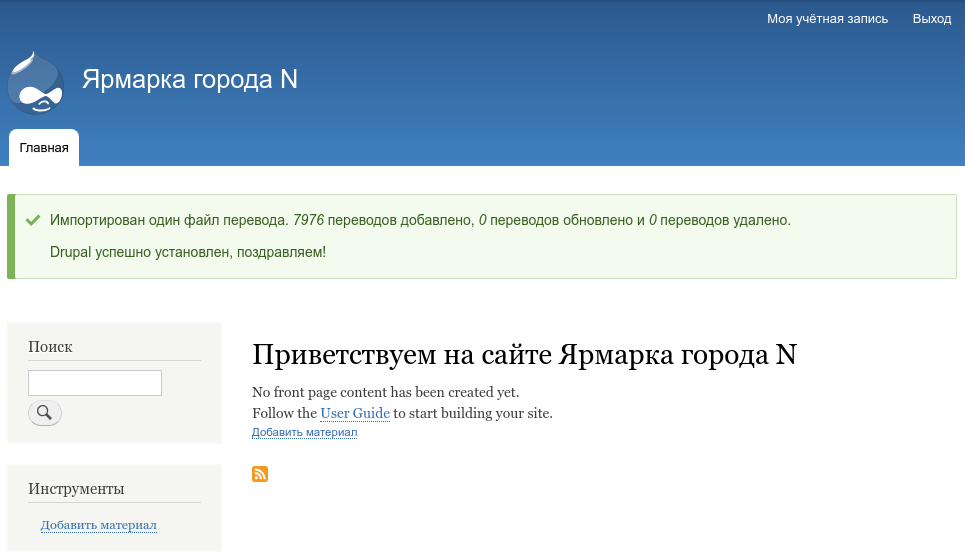 Моя учётная запись Выход
Ярмарка города N
Главная
Импортирован один файл перевода. 7976 переводов добавлено, 0 переводов обновлено и 0 переводов удалено.
Drupal успешно установлен, поздравляем!
Поиск
Приветствуем на сайте Ярмарка города N
No front page content has been created yet.
Follow the User Guide to start building your site.
Добавить материал
Инструменты
Добавить материал